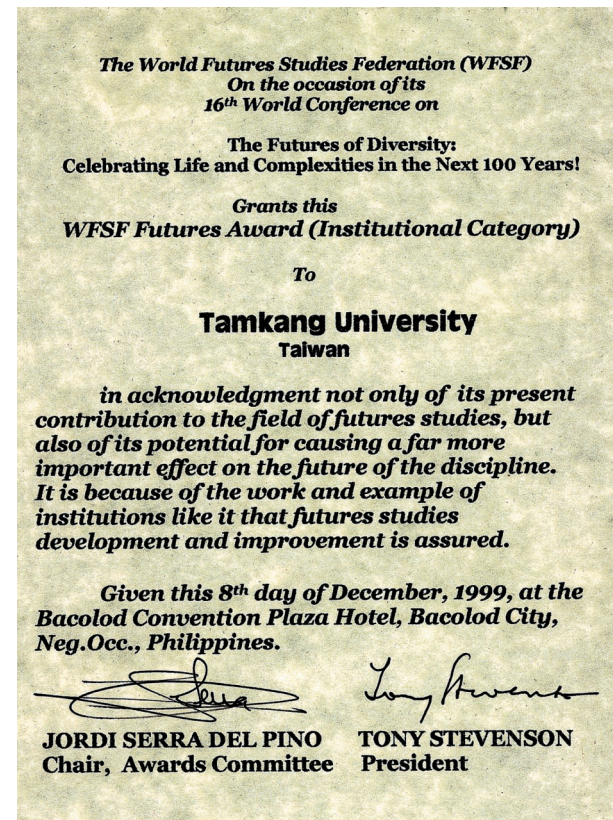 The World Futures Studies Federation (WFSF)
On the occasion of its
16th World Conference on
The Futures of Diversity:
Celebrating Life and Complexities in the Next 100 Years!
Grants this
WFSF Futures Award (Institutional Category)
To
Tamkang University
Taiwan
in acknowledgment not only of its present
contribution to the field of futures studies, but
also of its potential for causing a far more
important effect on the future of the discipline.
It is because of the work and example of
institutions like it that futures studies
development and improvement is assured.
Given this 8th day of December, 1999, at the
Bacolod Convention Plaza Hotel, Bacolod City,
Neg.Occ., Philippines.
Serra Tony Stevenson
JORDI SERRA DEL PINO TONY STEVENSON
Chair, Awards Committee President